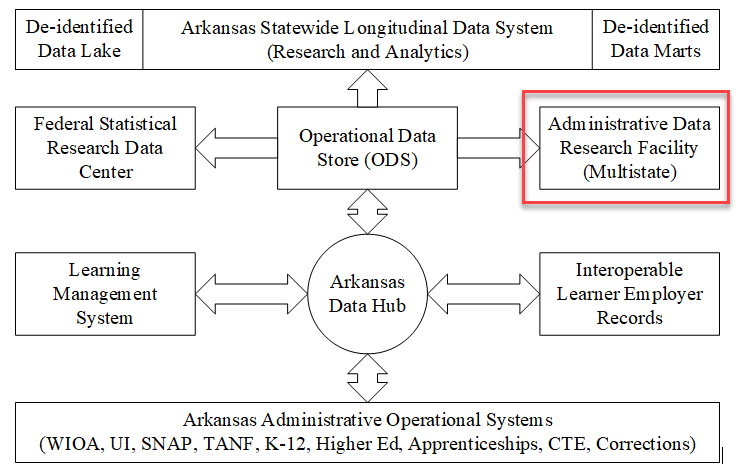 De-identified
Data Lake
Arkansas Statewide Longitudinal Data System
(Research and Analytics)
De-identified
Data Marts
Federal Statistical
Research Data
Center
Operational Data
Store (ODS)
Administrative Data
Research Facility
(Multistate)
Learning
Management
System
Arkansas
Data Hub
Interoperable
Learner Employer
Records
Arkansas Administrative Operational Systems
(WIOA, UI, SNAP, TANF, K-12, Higher Ed, Apprenticeships, CTE, Corrections)